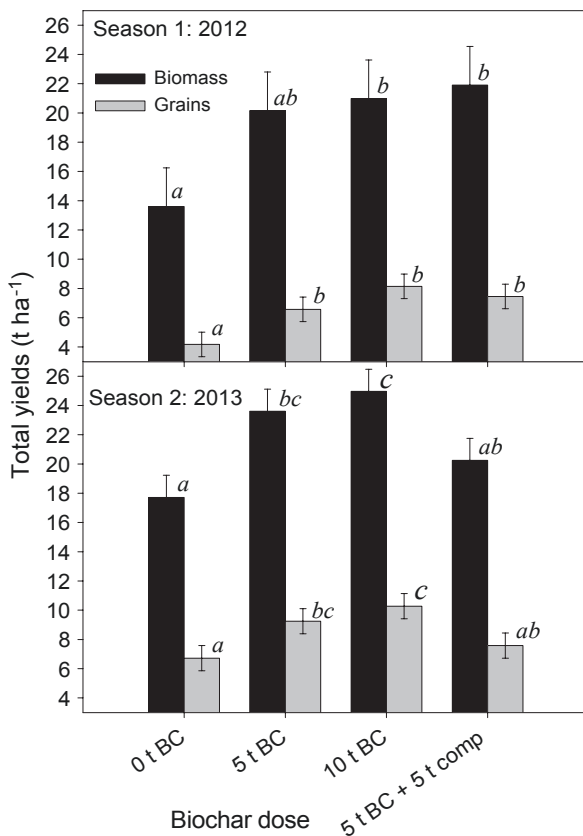 Season 1: 2012
Biomass
Grains
26
24
22
20
18
16
14
12
10
8
6
4
a
a
ab
b
b
b
b
b
Season 2: 2013
26
24
22
20
18
16
14
12
10
8
6
4
a
a
bc
bc
c
c
ab
ab
Total yields (t ha-1)
0 t BC
5 t BC
10 t BC
5 t BC + 5 t comp
Biochar dose